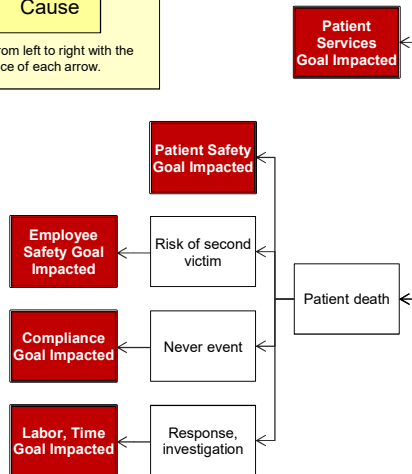 Cause
rom left to right with the
ce of each arrow.
Patient
Services
Goal Impacted
Patient Safety
Goal Impacted
Employee
Safety Goal
Impacted
Risk of second
victim
Patient death
Compliance
Goal Impacted
Never event
Labor, Time
Goal Impacted
Response,
investigation